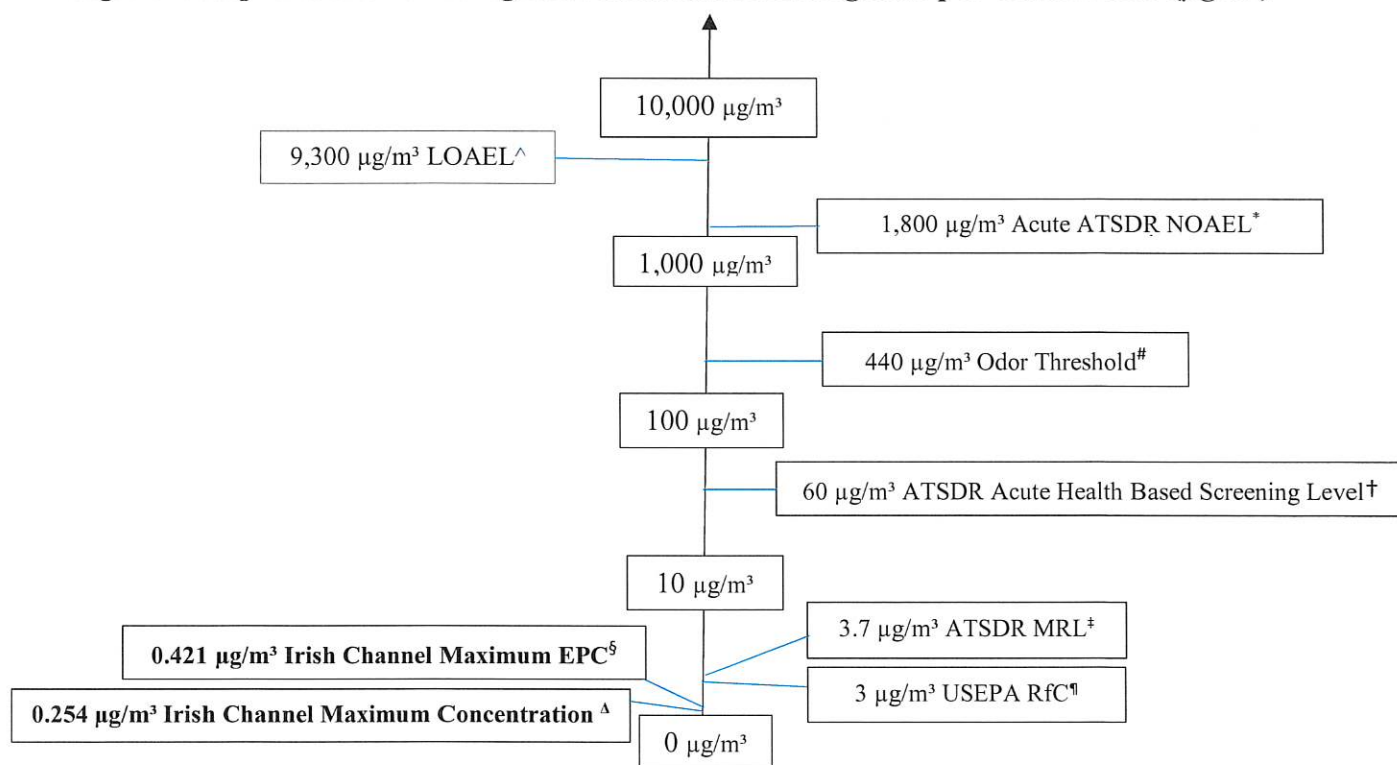 10,000 µg/m³
9,300 µg/m³ LOAEL^
1,800 µg/m³ Acute ATSDR NOAEL*
1,000 µg/m³
440 µg/m³ Odor Threshold#
100 µg/m³
60 µg/m³ ATSDR Acute Health Based Screening Level†
10 µg/m³
3.7 µg/m³ ATSDR MRL‡
0.421 µg/m³ Irish Channel Maximum EPC§
3 µg/m³ USEPA RfC¶
0.254 µg/m³ Irish Channel Maximum Concentration Δ
0 µg/m³